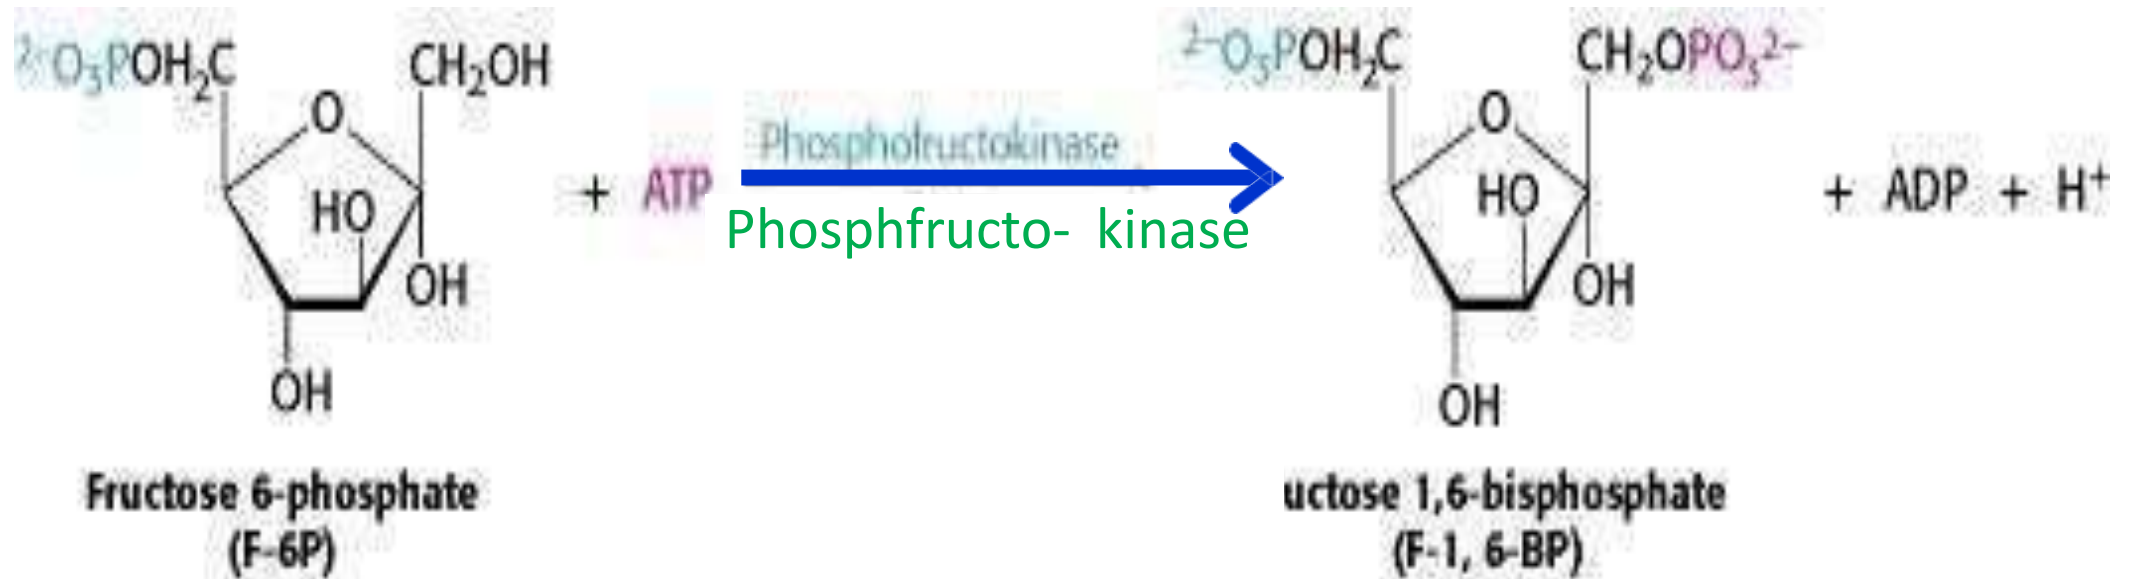 ²⁻O₃POH₂C CH₂OH
O
HO
OH
OH
Fructose 6-phosphate
(F-6P)
+ ATP
Phosphofructokinase
Phosphfructo- kinase
²⁻O₃POH₂C CH₂OPO₃²⁻
O
HO
OH
OH
uctose 1,6-bisphosphate
(F-1, 6-BP)
+ ADP + H⁺